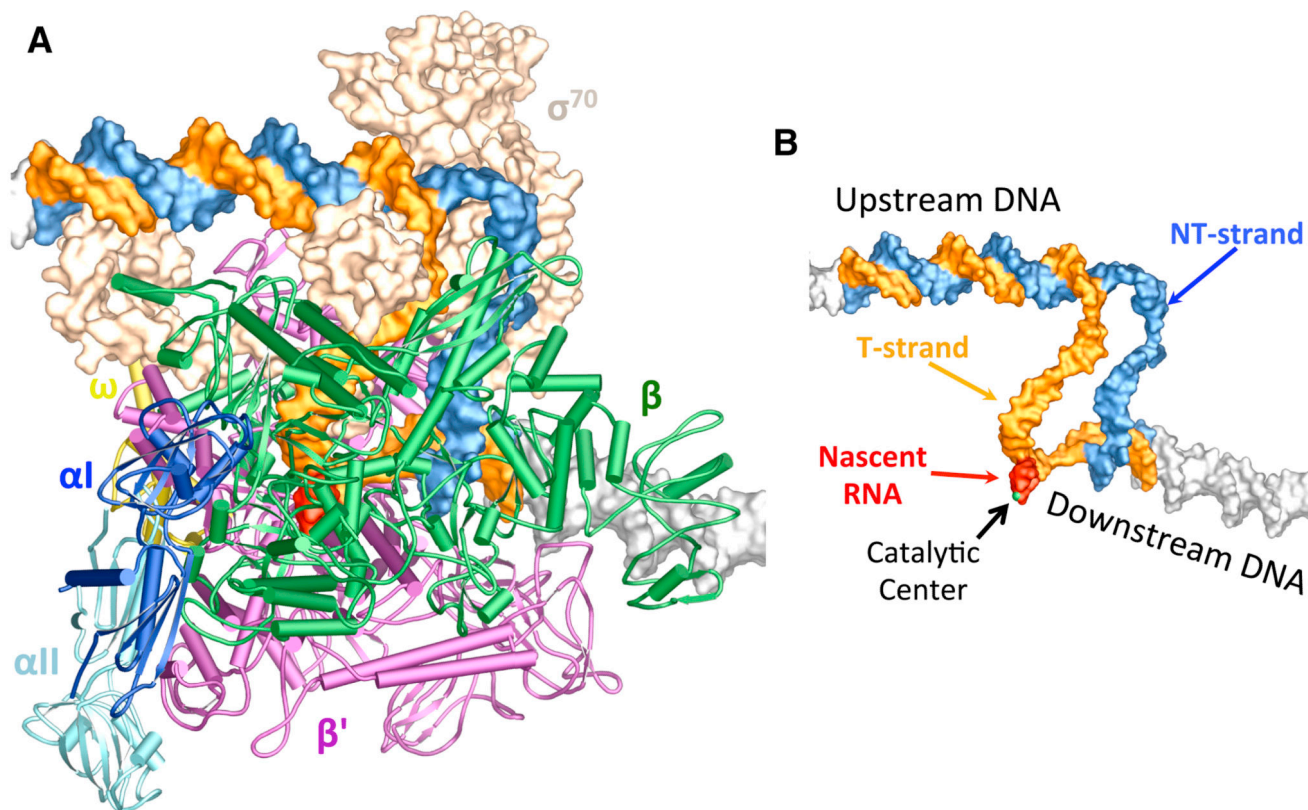 A
σ70
ω
αI
αII
β
β'
B
Upstream DNA
NT-strand
T-strand
Nascent
RNA
Catalytic
Center
Downstream DNA